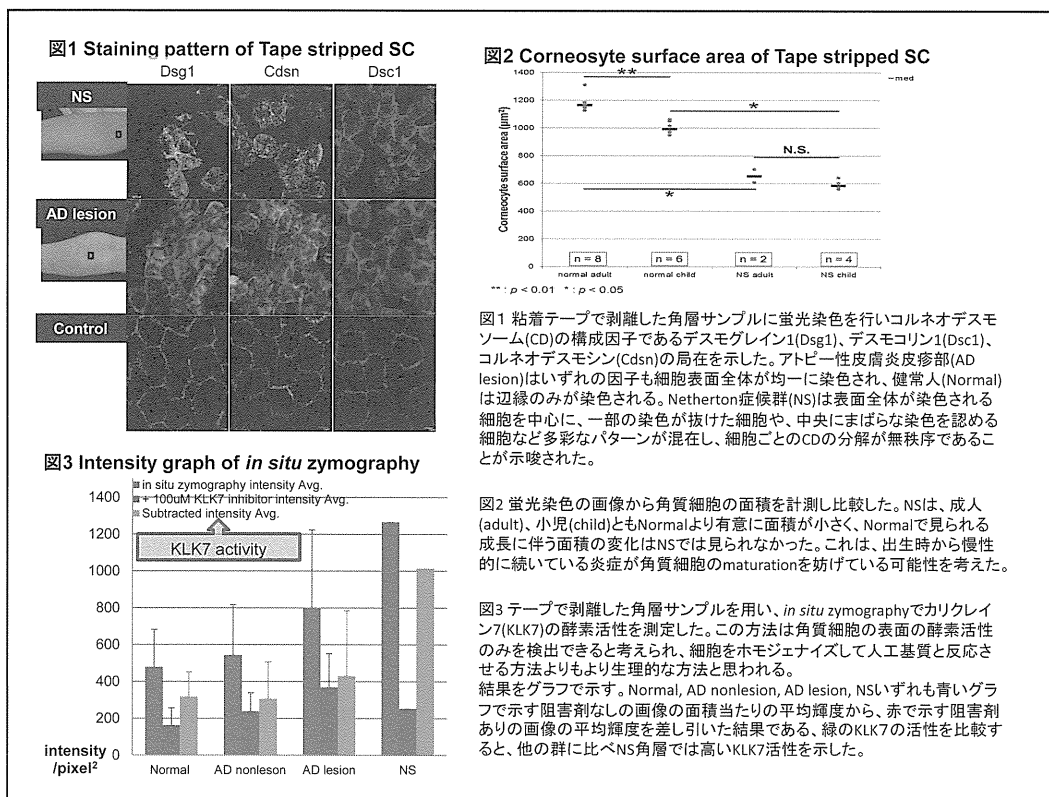 図1 Staining pattern of Tape stripped SC
Dsg1 Cdsn Dsc1
NS
AD lesion
Control
図2 Corneosyte surface area of Tape stripped SC
Corneocyte surface area (μm²)
1400
1200
1000
800
600
400
200
0
** * N.S. *
－med
n = 8 n = 6 n = 2 n = 4
normal adult normal child NS adult NS child
** : p < 0.01 * : p < 0.05
図3 Intensity graph of in situ zymography
in situ zymography intensity Avg.
+ 100uM KLK7 inhibitor intensity Avg.
Subtracted intensity Avg.
KLK7 activity
1400
1200
1000
800
600
400
200
0
intensity
/pixel²
Normal AD nonleson AD lesion NS
図1 粘着テープで剥離した角層サンプルに蛍光染色を行いコルネオデスモ
ソーム(CD)の構成因子であるデスモグレイン1(Dsg1)、デスモコリン1(Dsc1)、
コルネオデスモシン(Cdsn)の局在を示した。アトピー性皮膚炎皮疹部(AD
lesion)はいずれの因子も細胞表面全体が均一に染色され、健常人(Normal)
は辺縁のみが染色される。Netherton症候群(NS)は表面全体が染色される
細胞を中心に、一部の染色が抜けた細胞や、中央にまばらな染色を認める
細胞など多彩なパターンが混在し、細胞ごとのCDの分解が無秩序であるこ
とが示唆された。
図2 蛍光染色の画像から角質細胞の面積を計測し比較した。NSは、成人
(adult)、小児(child)ともNormalより有意に面積が小さく、Normalで見られる
成長に伴う面積の変化はNSでは見られなかった。これは、出生時から慢性
的に続いている炎症が角質細胞のmaturationを妨げている可能性を考えた。
図3 テープで剥離した角層サンプルを用い、in situ zymographyでカリクレイ
ン7(KLK7)の酵素活性を測定した。この方法は角質細胞の表面の酵素活性
のみを検出できると考えられ、細胞をホモジェナイズして人工基質と反応さ
せる方法よりもより生理的な方法と思われる。
結果をグラフで示す。Normal, AD nonlesion, AD lesion, NSいずれも青いグラ
フで示す阻害剤なしの画像の面積当たりの平均輝度から、赤で示す阻害剤
ありの画像の平均輝度を差し引いた結果である、緑のKLK7の活性を比較す
ると、他の群に比べNS角層では高いKLK7活性を示した。